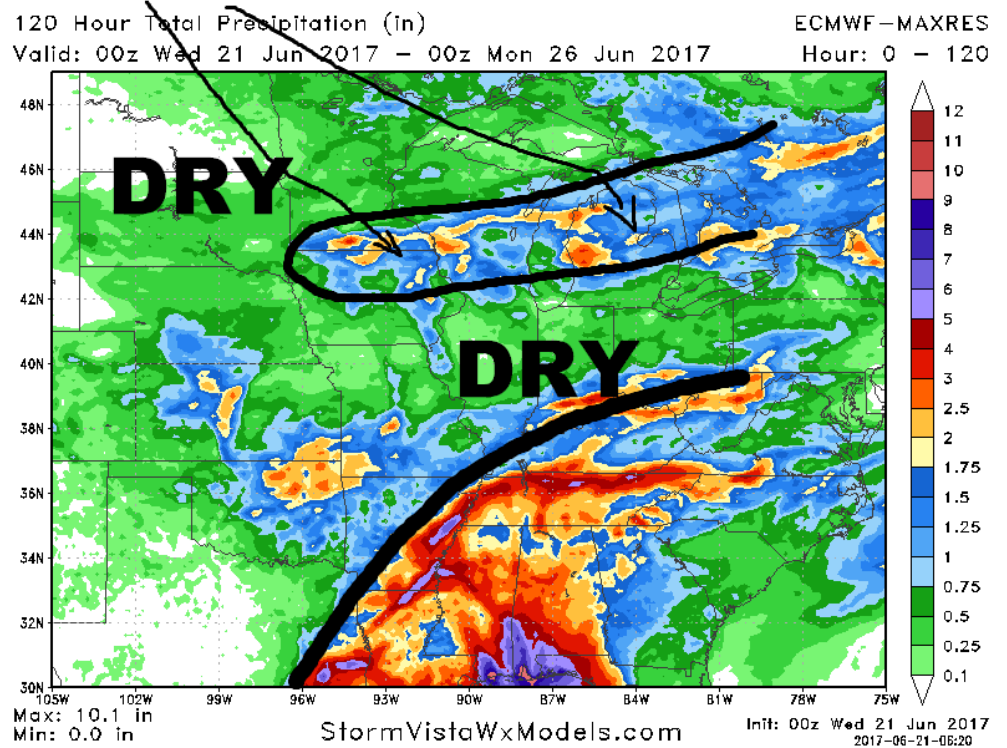 120 Hour Total Precipitation (in)
ECMWF-MAXRES
Valid: 00z Wed 21 Jun 2017 - 00z Mon 26 Jun 2017
Hour: 0 - 120
48N
46N
44N
42N
40N
38N
36N
34N
32N
30N
DRY
DRY
12
11
10
9
8
7
6
5
4
3
2.5
2
1.75
1.5
1.25
1
0.75
0.5
0.25
0.1
105W
102W
99W
96W
93W
90W
87W
84W
81W
78W
75W
Max: 10.1 in
Min: 0.0 in
StormVistaWxModels.com
Init: 00z Wed 21 Jun 2017
2017-06-21-06:20